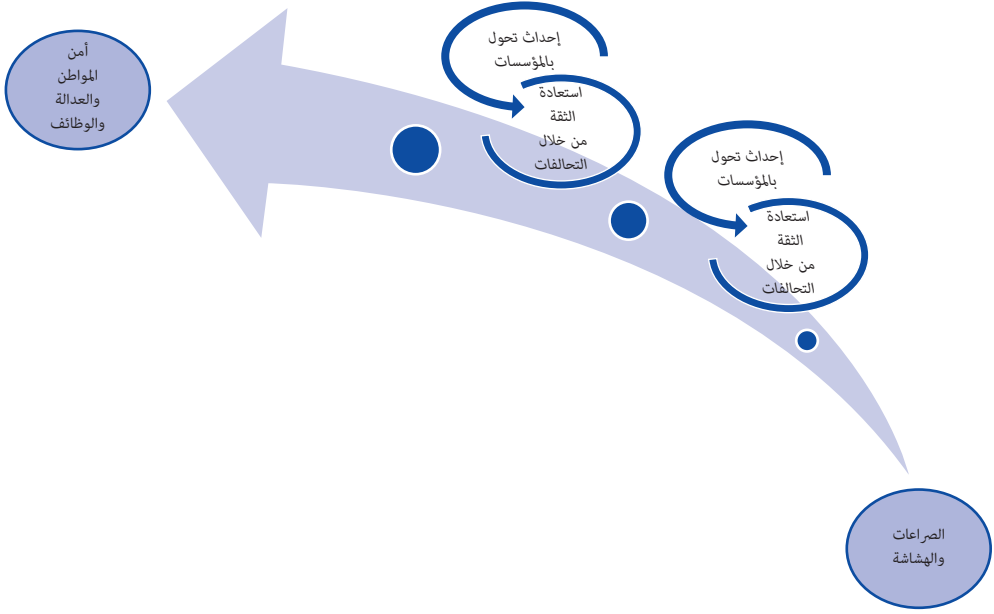 إحداث تحول
بالمؤسسات
استعادة
الثقة
من خلال
التحالفات
إحداث تحول
بالمؤسسات
استعادة
الثقة
من خلال
التحالفات
أمن
المواطن
والعدالة
والوظائف
الصراعات
والهشاشة